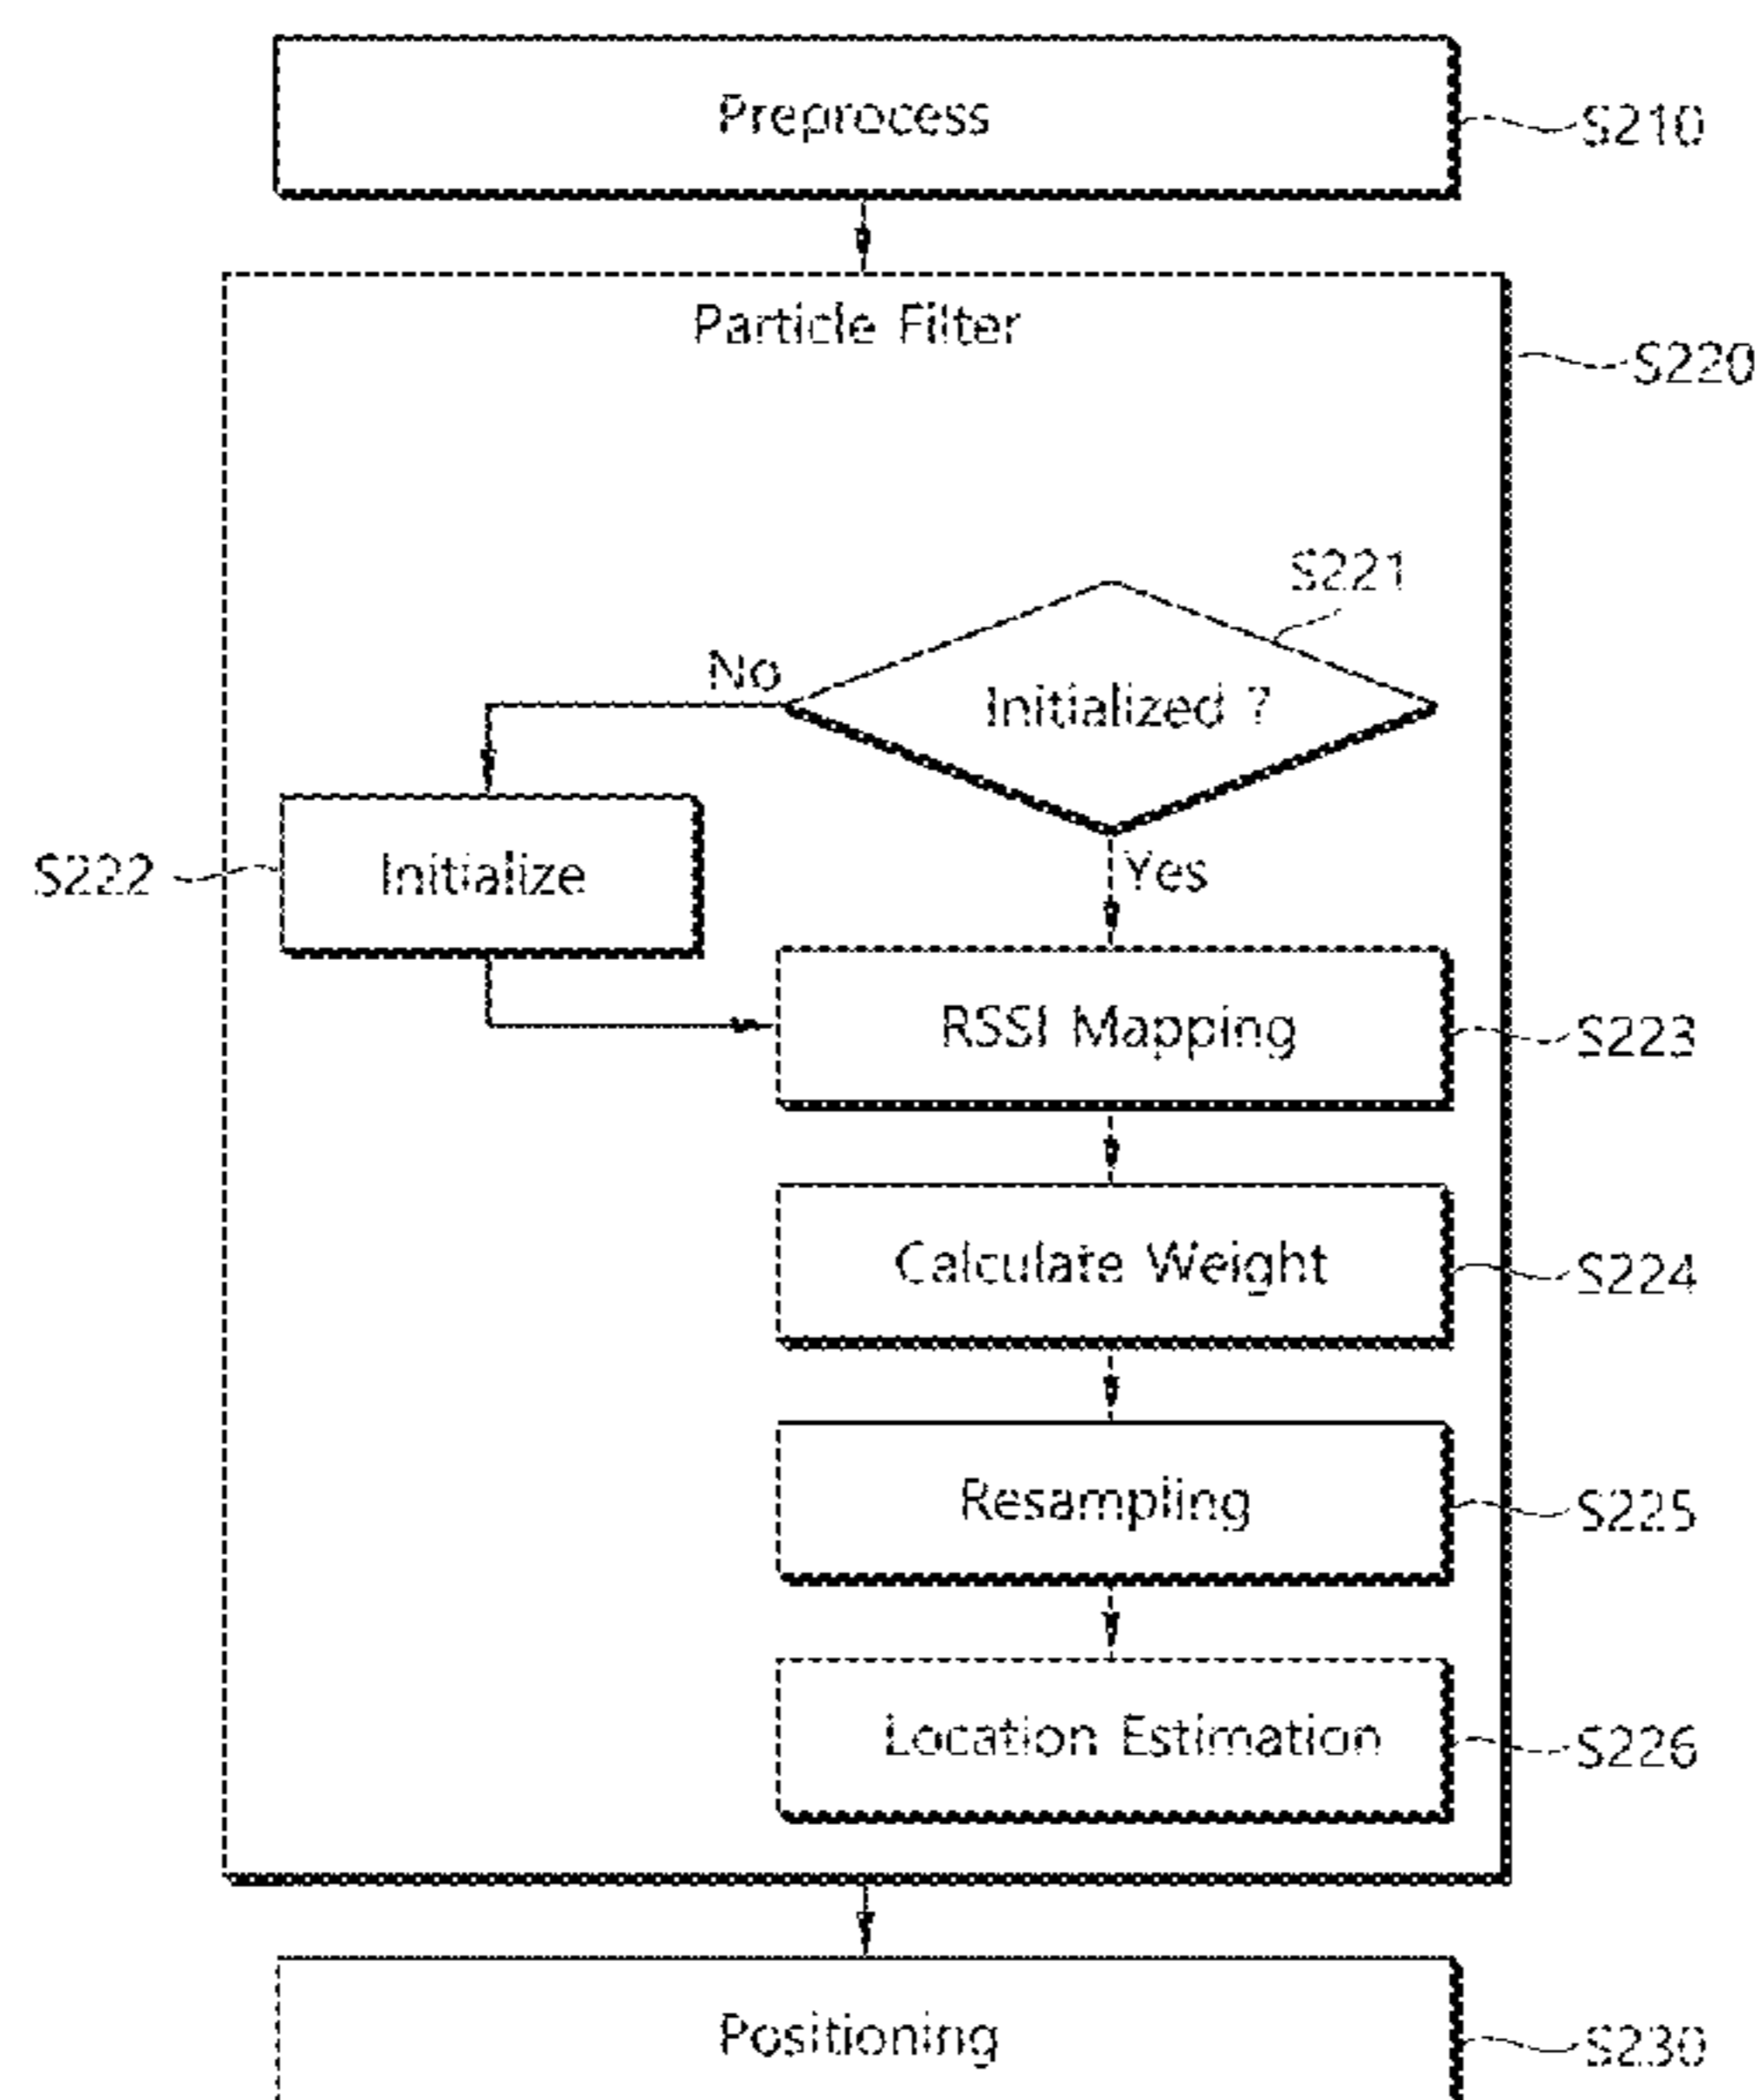 Preprocess
S210
Particle Filter
S220
S221
No
Initialized ?
S222
Initialize
Yes
RSSI Mapping
S223
Calculate Weight
S224
Resampling
S225
Location Estimation
S226
Positioning
S230